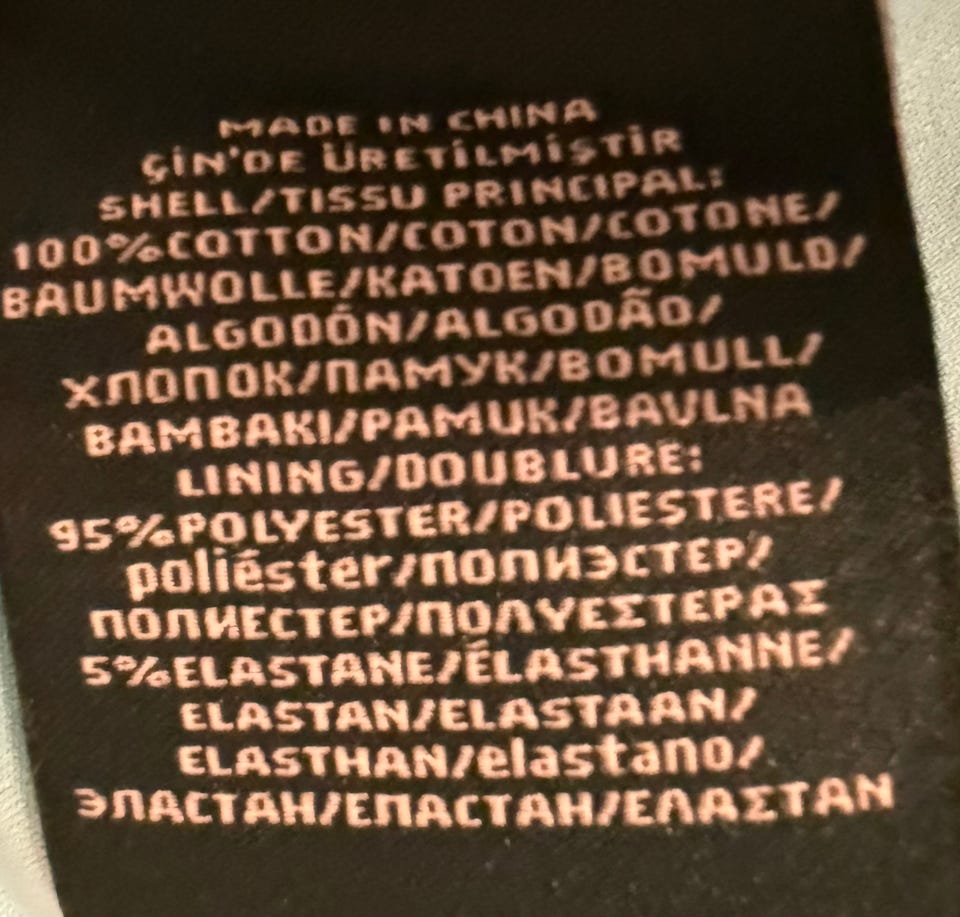 MADE IN CHINA
ÇİN'DE ÜRETİLMİŞTİR
SHELL/TISSU PRINCIPAL:
100%COTTON/COTON/COTONE/
BAUMWOLLE/KATOEN/BOMULD/
ALGODÓN/ALGODÃO/
ХЛОПОК/ПАМУК/BOMULL/
BAMBAKI/PAMUK/BAVLNA
LINING/DOUBLURE:
95%POLYESTER/POLIESTERE/
poliéster/ПОЛИЭСТЕР/
ПОЛИЕСТЕР/ΠΟΛΥΕΣΤΕΡΑΣ
5%ELASTANE/ÉLASTHANNE/
ELASTAN/ELASTAAN/
ELASTHAN/elastano/
ЭЛАСТАН/ЕЛАСТАН/ΕΛΑΣΤΑΝ